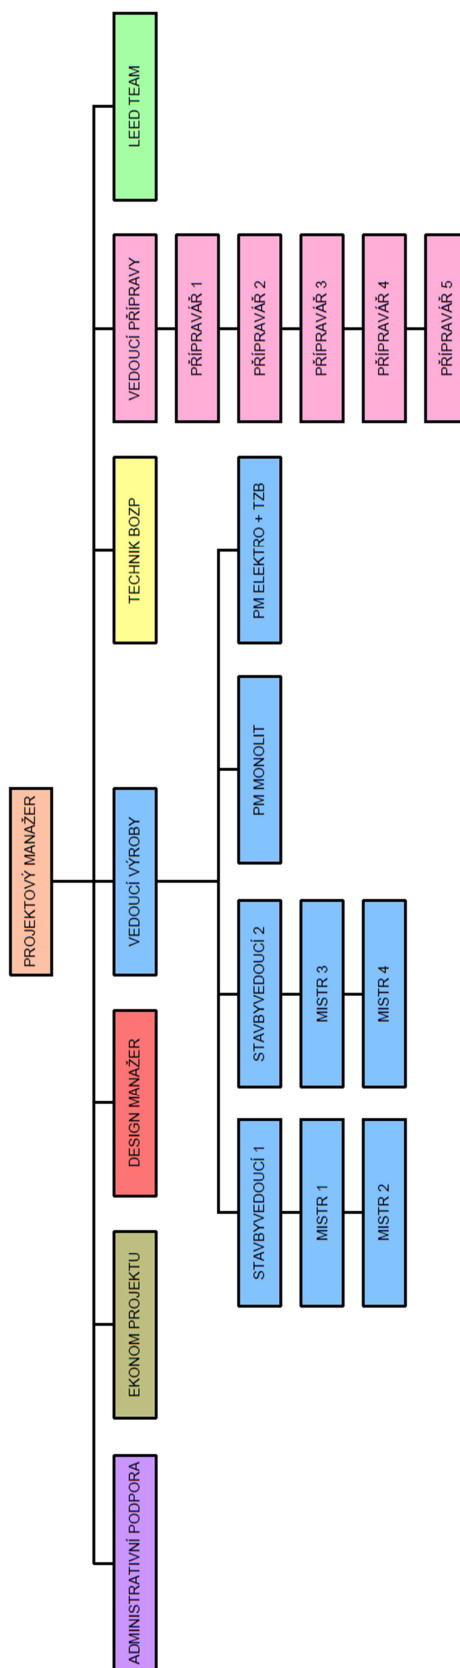 PROJEKTOVÝ MANAŽER
ADMINISTRATIVNÍ PODPORA
EKONOM PROJEKTU
DESIGN MANAŽER
VEDOUCÍ VÝROBY
TECHNIK BOZP
VEDOUCÍ PŘÍPRAVY
LEED TEAM
PŘÍPRAVÁŘ 1
STAVBYVEDOUCÍ 1
STAVBYVEDOUCÍ 2
PM MONOLIT
PM ELEKTRO + TZB
PŘÍPRAVÁŘ 2
MISTR 1
MISTR 3
PŘÍPRAVÁŘ 3
MISTR 2
MISTR 4
PŘÍPRAVÁŘ 4
PŘÍPRAVÁŘ 5